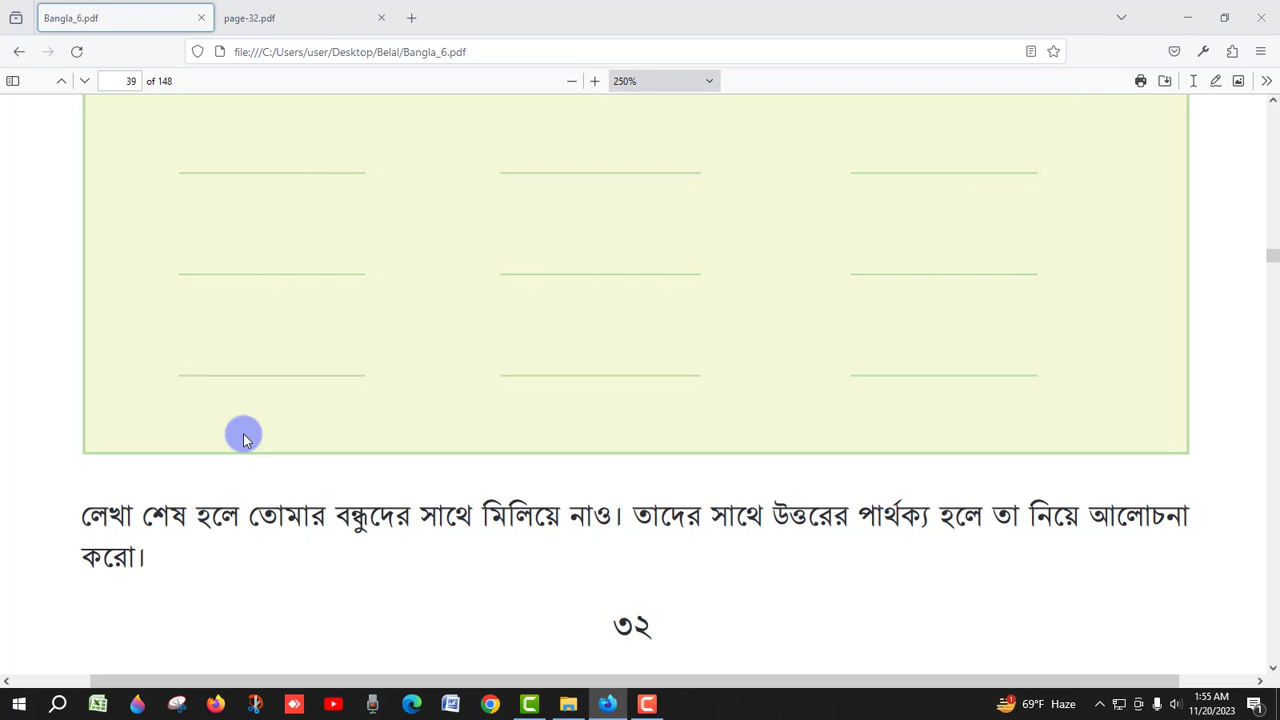 Bangla_6.pdf
page-32.pdf
file:///C:/Users/user/Desktop/Belal/Bangla_6.pdf
39 of 148
250%
লেখা শেষ হলে তোমার বন্ধুদের সাথে মিলিয়ে নাও। তাদের সাথে উত্তরের পার্থক্য হলে তা নিয়ে আলোচনা
করো।
৩২
69°F Haze
1:55 AM
11/20/2023